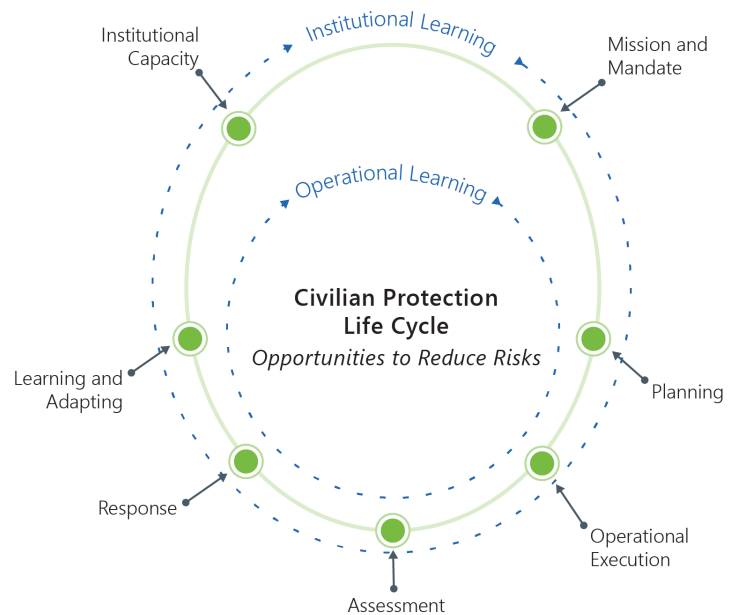 Institutional Learning
Institutional
Capacity
Mission and
Mandate
Operational Learning
Civilian Protection
Life Cycle
Opportunities to Reduce Risks
Learning and
Adapting
Planning
Response
Operational
Execution
Assessment